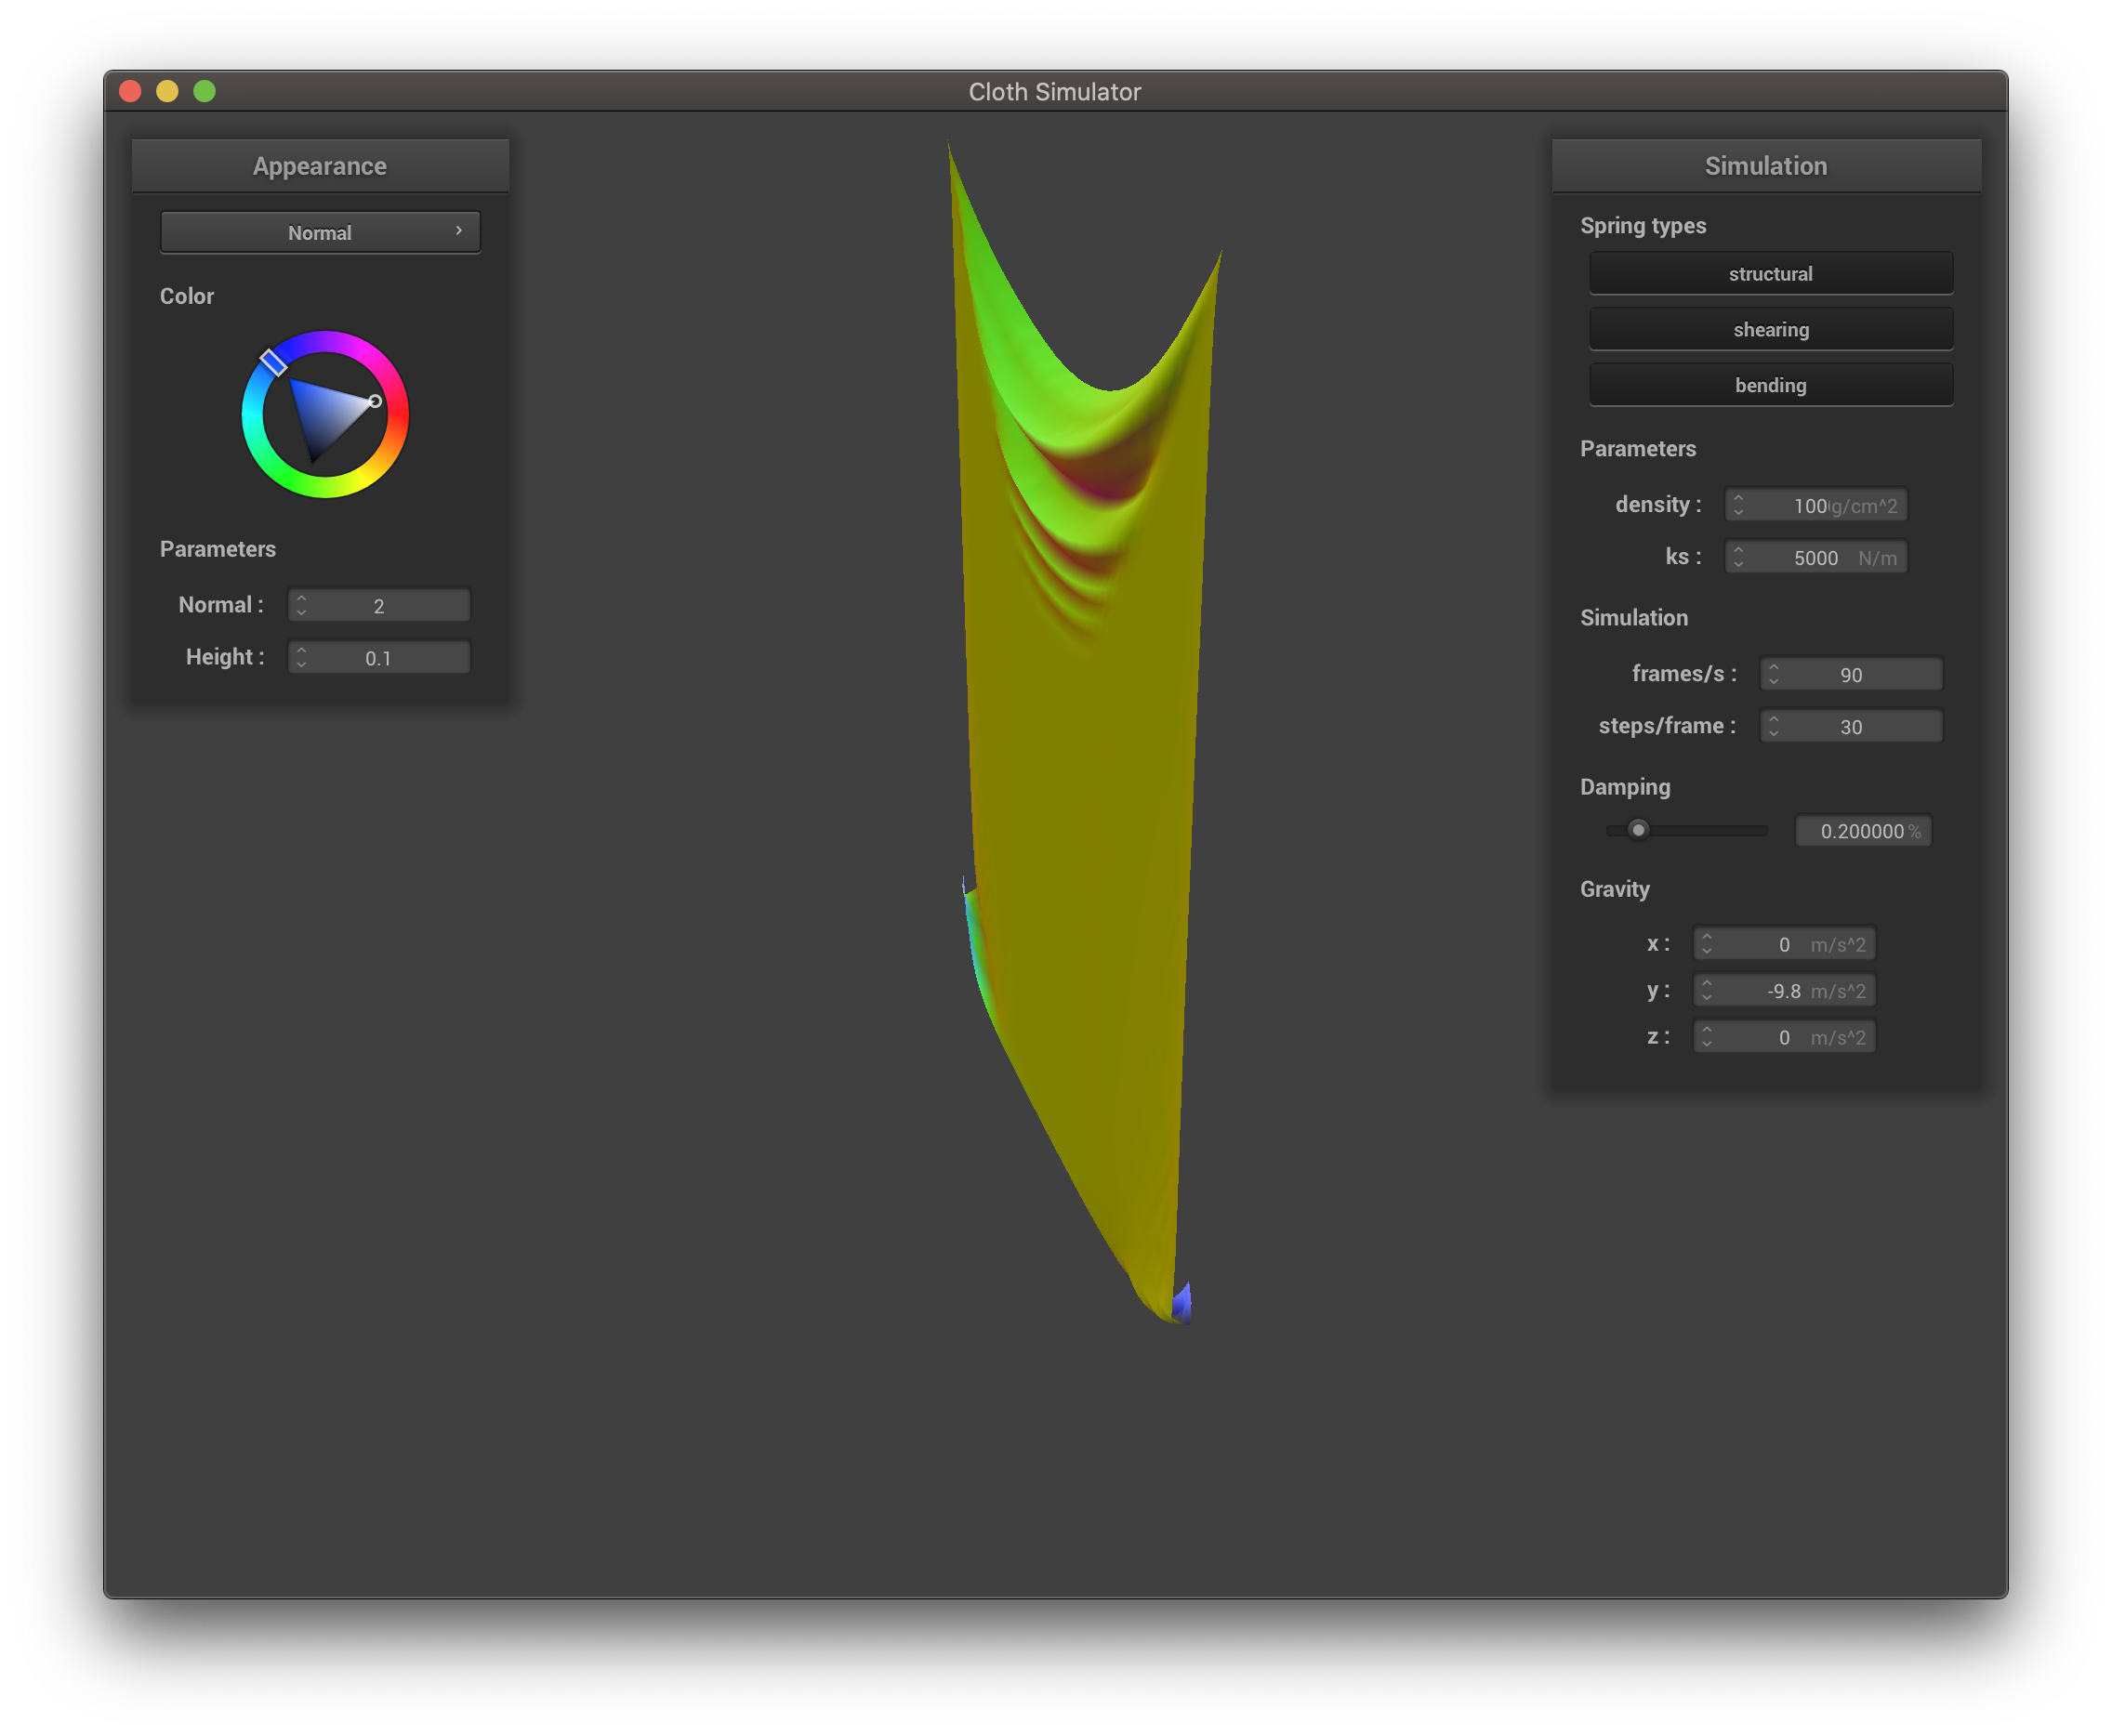 Cloth Simulator
Appearance
Normal
Color
Parameters
Normal :
2
Height :
0.1
Simulation
Spring types
structural
shearing
bending
Parameters
density :
100 g/cm^2
ks :
5000 N/m
Simulation
frames/s :
90
steps/frame :
30
Damping
0.200000 %
Gravity
x :
0 m/s^2
y :
-9.8 m/s^2
z :
0 m/s^2